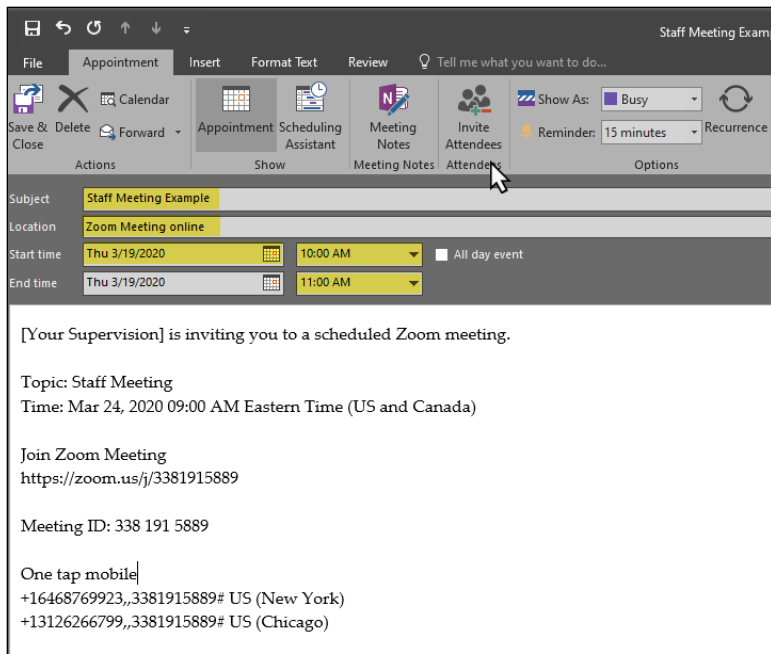 Staff Meeting Examp
File Appointment Insert Format Text Review Tell me what you want to do...
Save & Close
Delete
Calendar
Forward
Actions
Appointment
Scheduling Assistant
Show
Meeting Notes
Meeting Notes
Invite Attendees
Attendees
Show As: Busy
Reminder: 15 minutes
Recurrence
Options
Subject Staff Meeting Example
Location Zoom Meeting online
Start time Thu 3/19/2020 10:00 AM All day event
End time Thu 3/19/2020 11:00 AM
[Your Supervision] is inviting you to a scheduled Zoom meeting.
Topic: Staff Meeting
Time: Mar 24, 2020 09:00 AM Eastern Time (US and Canada)
Join Zoom Meeting
https://zoom.us/j/3381915889
Meeting ID: 338 191 5889
One tap mobile
+16468769923,,3381915889# US (New York)
+13126266799,,3381915889# US (Chicago)